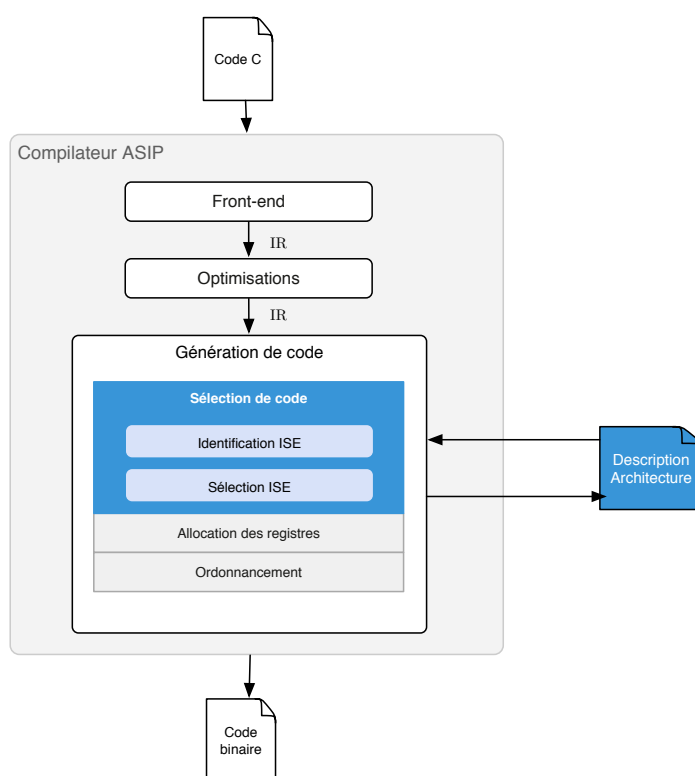 Code C
Compilateur ASIP
Front-end
IR
Optimisations
IR
Génération de code
Sélection de code
Identification ISE
Sélection ISE
Allocation des registres
Ordonnancement
Description
Architecture
Code
binaire